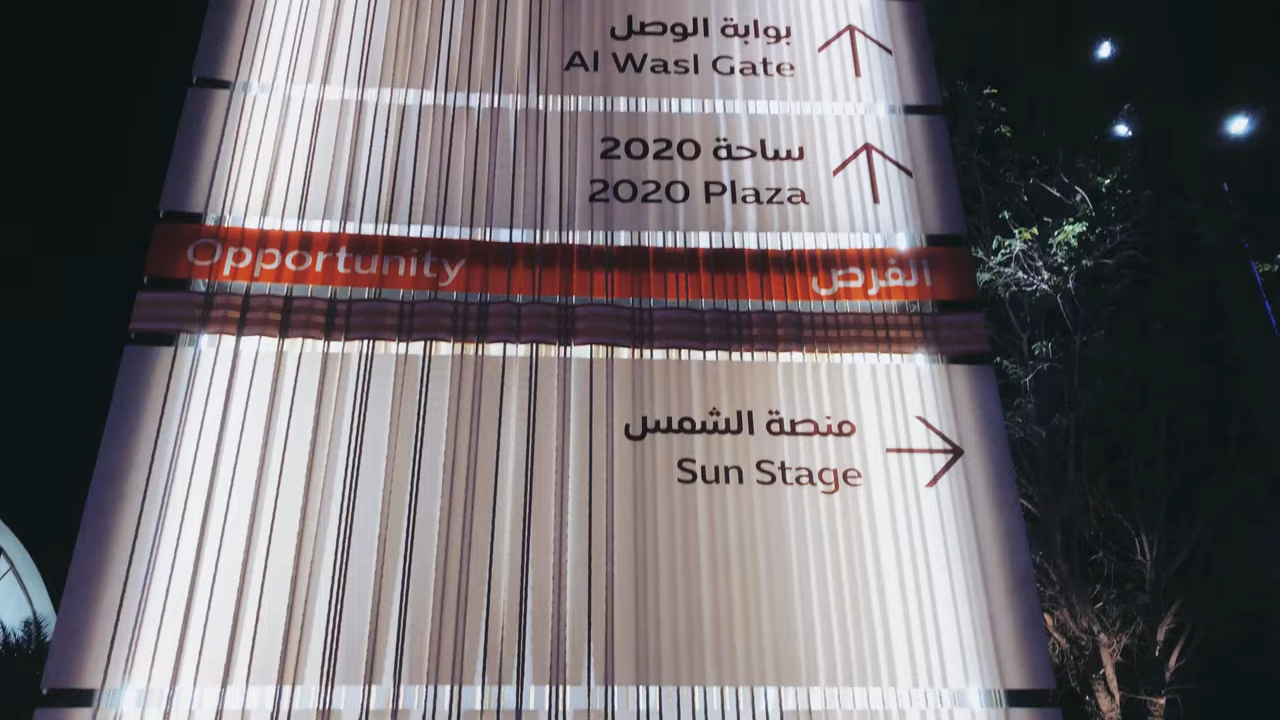 بوابة الوصل
Al Wasl Gate
ساحة 2020
2020 Plaza
Opportunity الفرص
منصة الشمس
Sun Stage